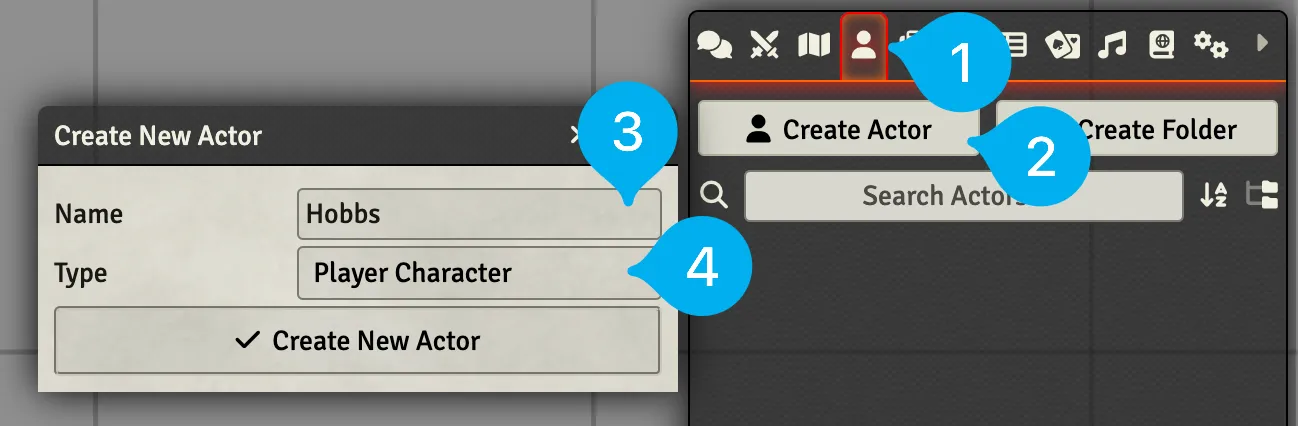 1
Create Actor
2
Create Folder
Search Actors
Create New Actor
3
Name
Hobbs
Type
Player Character
4
Create New Actor